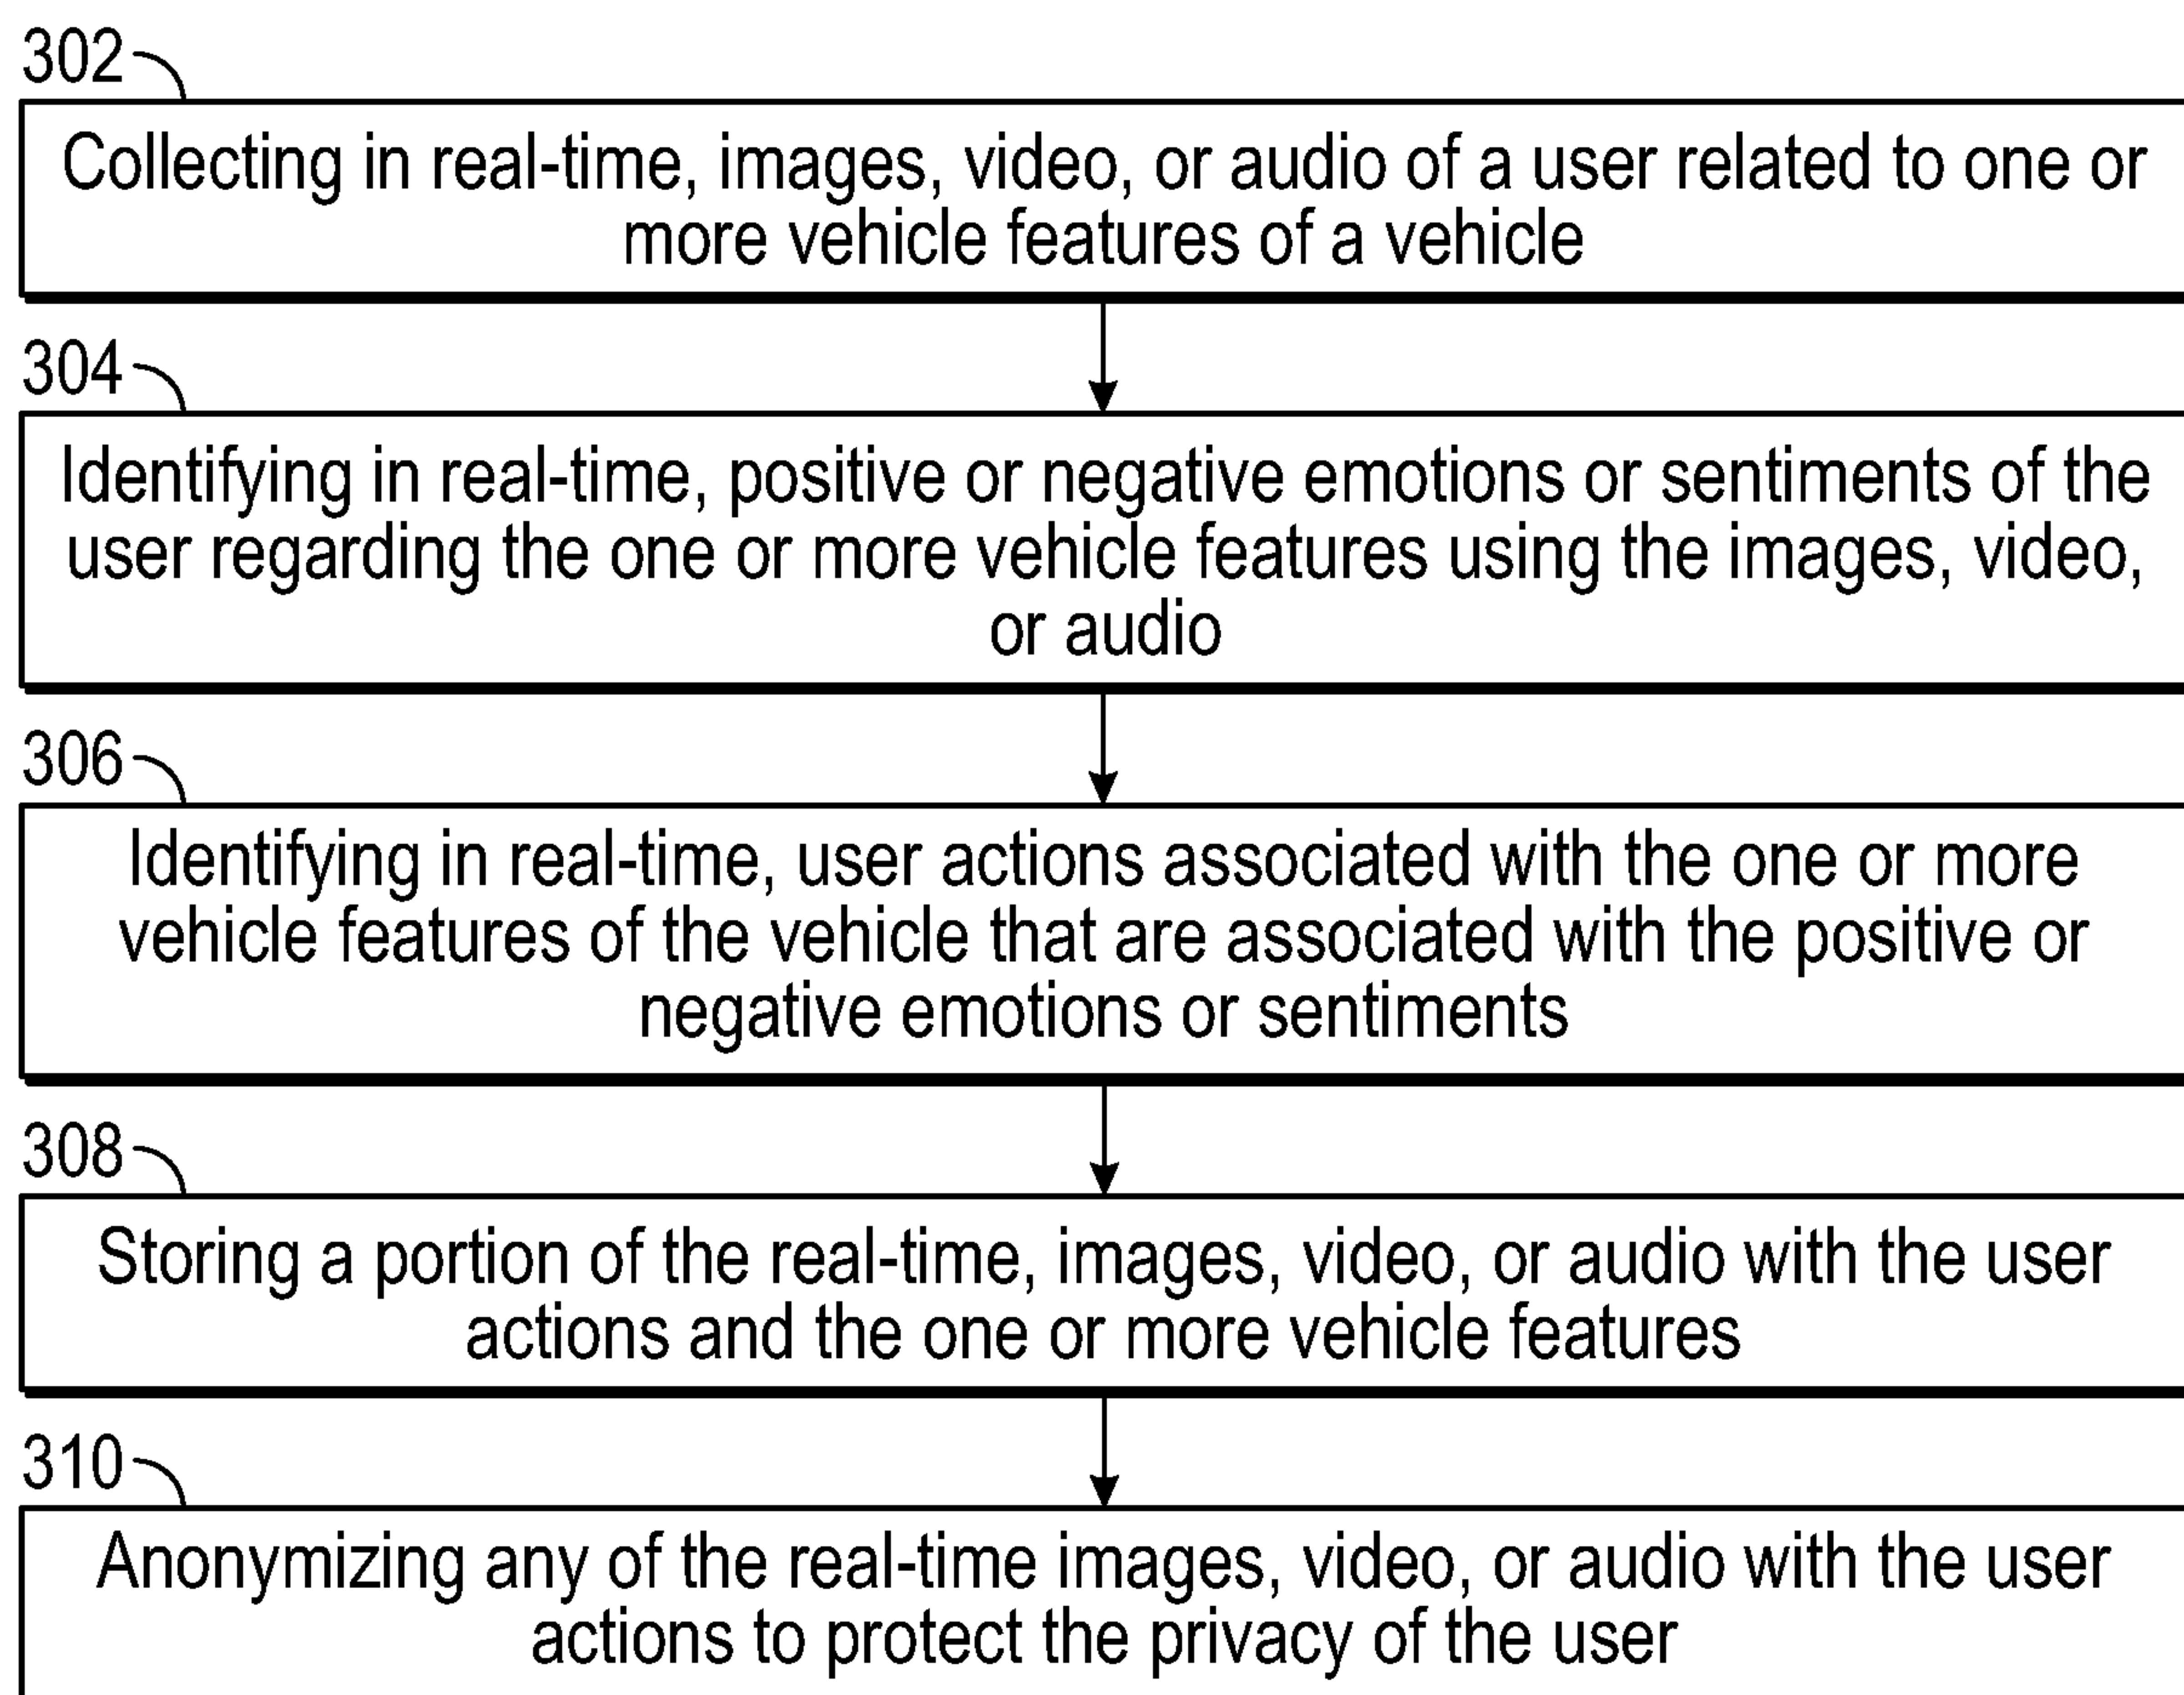 302
Collecting in real-time, images, video, or audio of a user related to one or
more vehicle features of a vehicle
304
Identifying in real-time, positive or negative emotions or sentiments of the
user regarding the one or more vehicle features using the images, video,
or audio
306
Identifying in real-time, user actions associated with the one or more
vehicle features of the vehicle that are associated with the positive or
negative emotions or sentiments
308
Storing a portion of the real-time, images, video, or audio with the user
actions and the one or more vehicle features
310
Anonymizing any of the real-time images, video, or audio with the user
actions to protect the privacy of the user